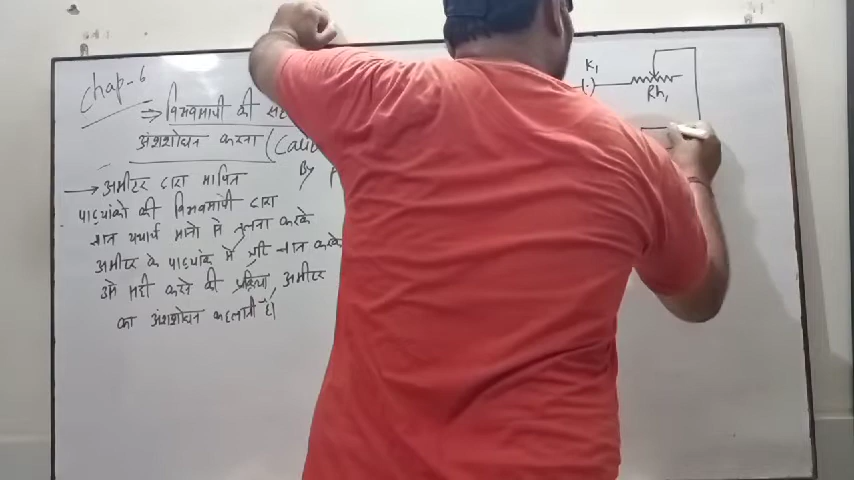 Chap-6
⇒ विभवमापी की
अंशशोधन करना (Calib
By
→ अमीटर द्वारा मापित
पाठ्यांको की विभवमापी द्वारा
ज्ञात यथार्थ मानो से तुलना करके
अमीटर के पाठ्यांक में त्रुटि ज्ञात करके
उसे सही करने की प्रक्रिया, अमीटर
का अंशशोधन कहलाती है।
K1
Rh1